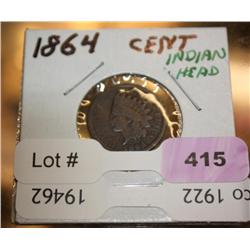 1864 CENT
INDIAN
HEAD
Lot # 415
19462
co 1922